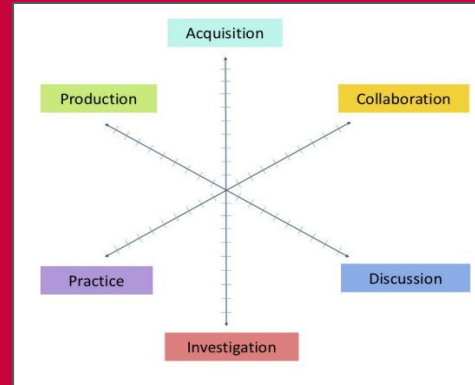 Acquisition
Production
Collaboration
Practice
Discussion
Investigation